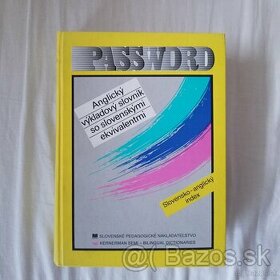 PASSWORD
Anglický
výkladový slovník
so slovenskými
ekvivalentmi
Slovensko-anglický
index
SLOVENSKÉ PEDAGOGICKÉ NAKLADATEĽSTVO
KERNERMAN SEMI-BILINGUAL DICTIONARIES
Bazos.sk